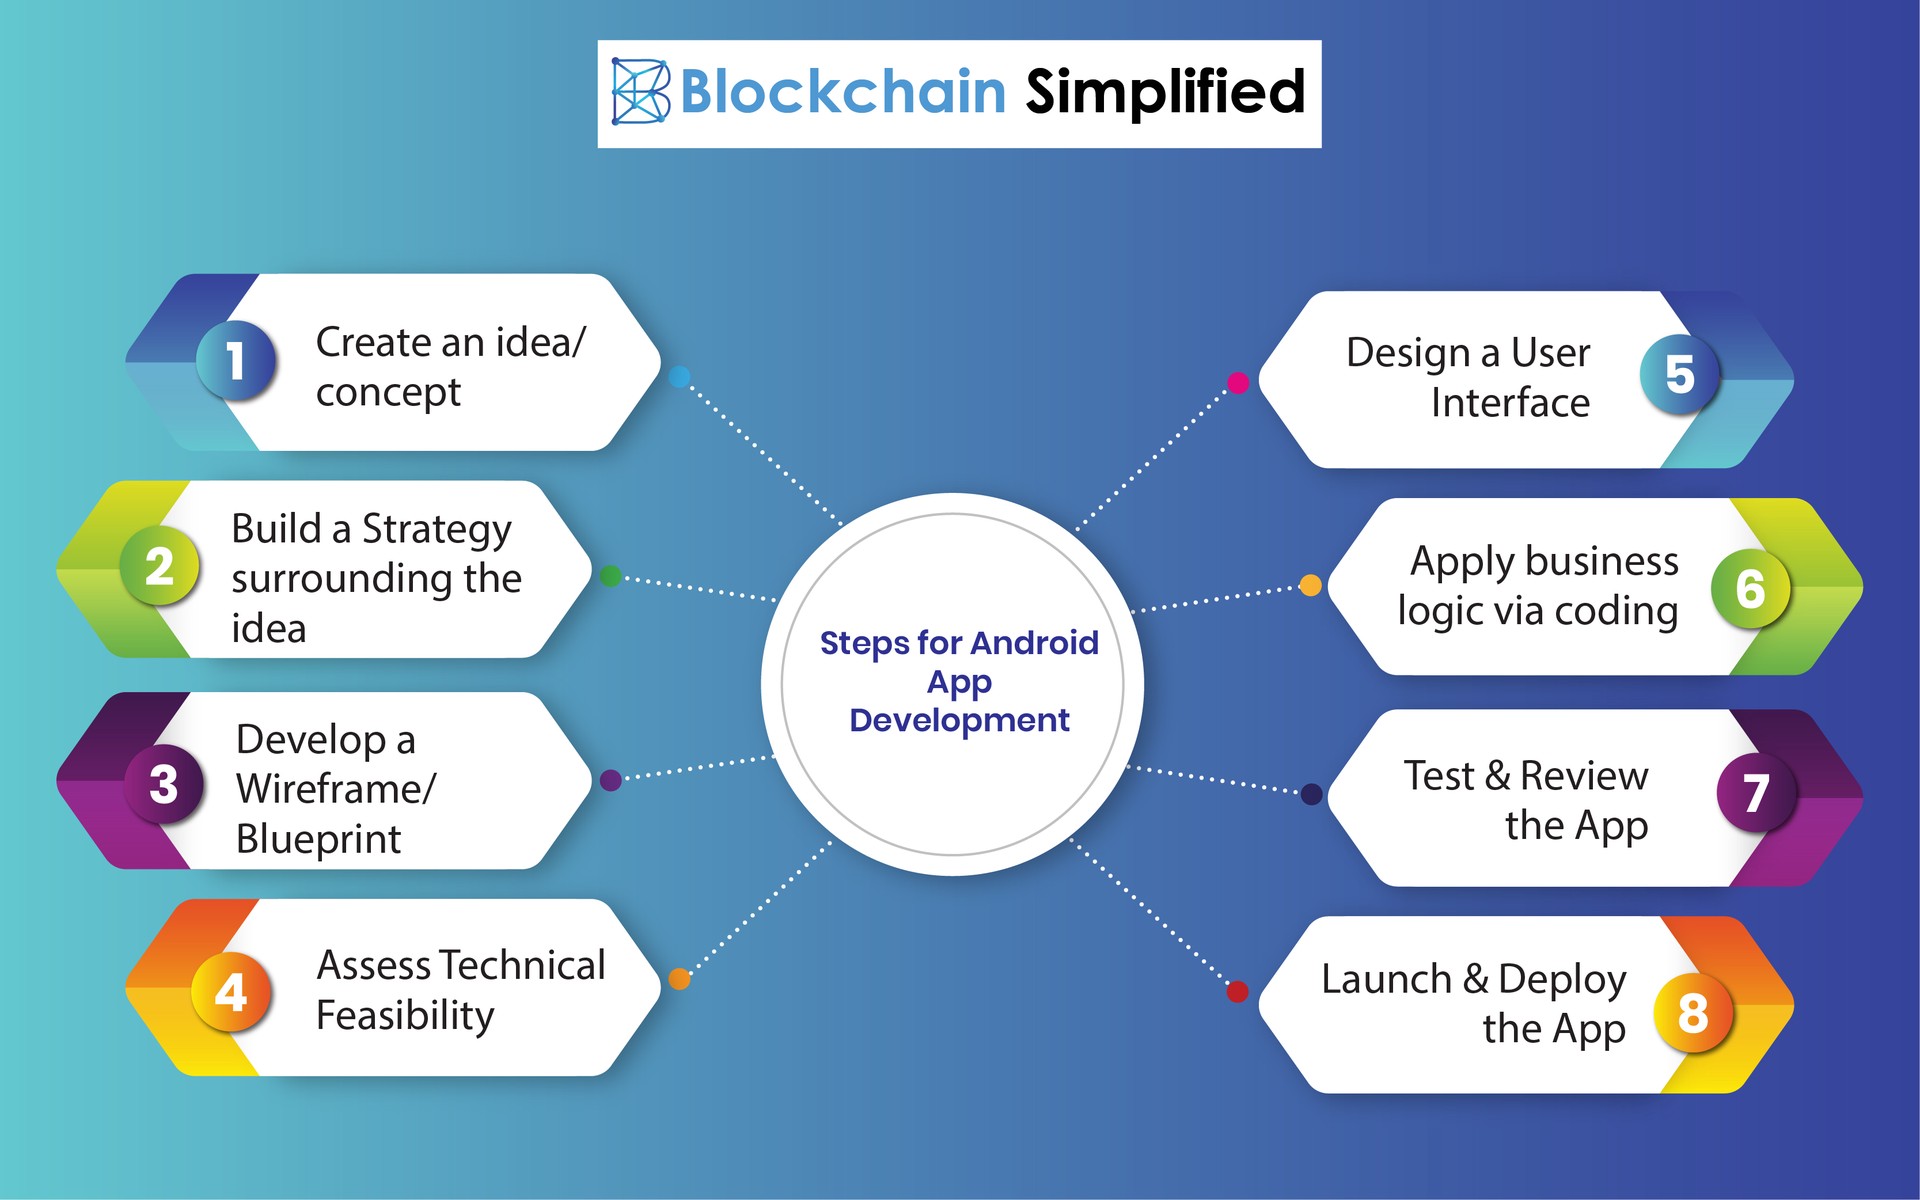 Blockchain Simplified
1
Create an idea/
concept
2
Build a Strategy
surrounding the
idea
3
Develop a
Wireframe/
Blueprint
4
Assess Technical
Feasibility
Steps for Android
App
Development
5
Design a User
Interface
6
Apply business
logic via coding
7
Test & Review
the App
8
Launch & Deploy
the App